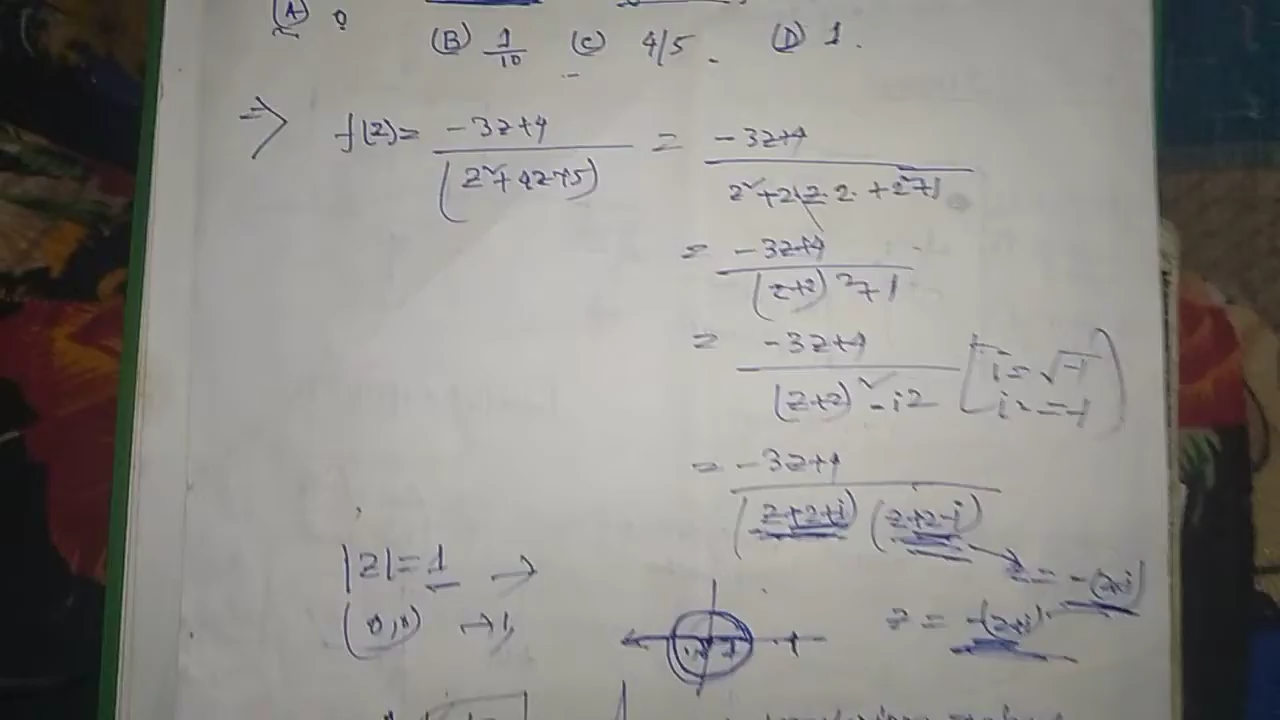 (A) 0
(B) 1/10 (C) 4/5. (D) 1.
⇒ f(z) = -3z+4 / (z²+4z+5) = -3z+4 / z²+2.z.2.+2²+1
= -3z+4 / (z+2)²+1
= -3z+4 / (z+2)²-i2 [i=√-1
i2=-1]
= -3z+4 / (z+2+i) (z+2-i)
|z|=1 →
z = -(2-i)
(0,0) →1,
z = -(2+i)